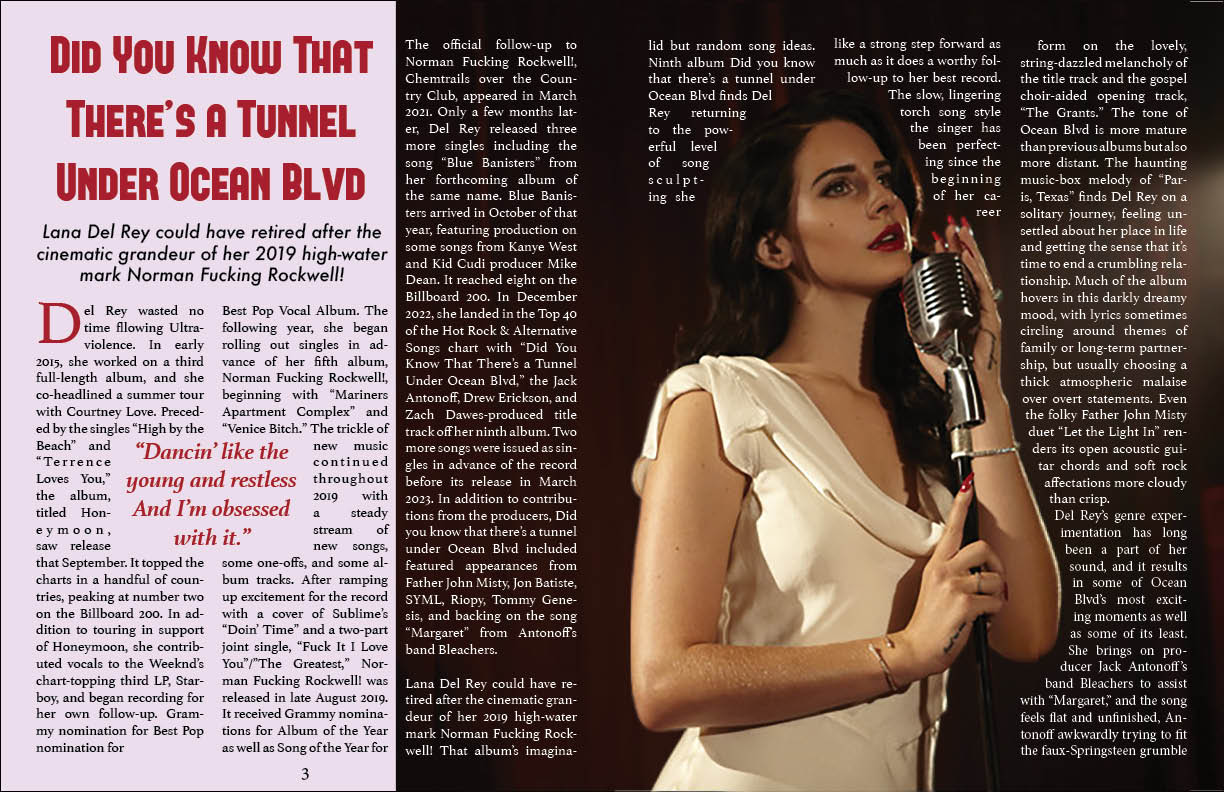 DID YOU KNOW THAT
THERE'S A TUNNEL
UNDER OCEAN BLVD
Lana Del Rey could have retired after the
cinematic grandeur of her 2019 high-water
mark Norman Fucking Rockwell!
Del Rey wasted no
time fllowing Ultra-
violence. In early
2015, she worked on a third
full-length album, and she
co-headlined a summer tour
with Courtney Love. Preced-
ed by the singles “High by the
Beach” and
“Terrence
Loves You,”
the album,
titled Hon-
eymoon,
saw release
that September. It topped the
charts in a handful of coun-
tries, peaking at number two
on the Billboard 200. In ad-
dition to touring in support
of Honeymoon, she contrib-
uted vocals to the Weeknd's
chart-topping third LP, Star-
boy, and began recording for
her own follow-up. Gram-
my nomination for Best Pop
nomination for
“Dancin’ like the
young and restless
And I’m obsessed
with it.”
Best Pop Vocal Album. The
following year, she began
rolling out singles in ad-
vance of her fifth album,
Norman Fucking Rockwell!,
beginning with “Mariners
Apartment Complex” and
“Venice Bitch.” The trickle of
new music
continued
throughout
2019 with
a steady
stream of
new songs,
some one-offs, and some al-
bum tracks. After ramping
up excitement for the record
with a cover of Sublime’s
“Doin’ Time” and a two-part
joint single, “Fuck It I Love
You”/”The Greatest,” Nor-
man Fucking Rockwell! was
released in late August 2019.
It received Grammy nomina-
tions for Album of the Year
as well as Song of the Year for
3
The official follow-up to
Norman Fucking Rockwell!,
Chemtrails over the Coun-
try Club, appeared in March
2021. Only a few months lat-
er, Del Rey released three
more singles including the
song “Blue Banisters” from
her forthcoming album of
the same name. Blue Banis-
ters arrived in October of that
year, featuring production on
some songs from Kanye West
and Kid Cudi producer Mike
Dean. It reached eight on the
Billboard 200. In December
2022, she landed in the Top 40
of the Hot Rock & Alternative
Songs chart with “Did You
Know That There’s a Tunnel
Under Ocean Blvd,” the Jack
Antonoff, Drew Erickson, and
Zach Dawes-produced title
track off her ninth album. Two
more songs were issued as sin-
gles in advance of the record
before its release in March
2023. In addition to contribu-
tions from the producers, Did
you know that there’s a tunnel
under Ocean Blvd included
featured appearances from
Father John Misty, Jon Batiste,
SYML, Riopy, Tommy Gene-
sis, and backing on the song
“Margaret” from Antonoff’s
band Bleachers.
Lana Del Rey could have re-
tired after the cinematic gran-
deur of her 2019 high-water
mark Norman Fucking Rock-
well! That album’s imagina-
lid but random song ideas.
Ninth album Did you know
that there’s a tunnel under
Ocean Blvd finds Del
Rey returning
to the pow-
erful level
of song
sculpt-
ing she
like a strong step forward as
much as it does a worthy fol-
low-up to her best record.
The slow, lingering
torch song style
the singer has
been perfect-
ing since the
beginning
of her ca-
reer
form on the lovely,
string-dazzled melancholy of
the title track and the gospel
choir-aided opening track,
“The Grants.” The tone of
Ocean Blvd is more mature
than previous albums but also
more distant. The haunting
music-box melody of “Par-
is, Texas” finds Del Rey on a
solitary journey, feeling un-
settled about her place in life
and getting the sense that it’s
time to end a crumbling rela-
tionship. Much of the album
hovers in this darkly dreamy
mood, with lyrics sometimes
circling around themes of
family or long-term partner-
ship, but usually choosing a
thick atmospheric malaise
over overt statements. Even
the folky Father John Misty
duet “Let the Light In” ren-
ders its open acoustic gui-
tar chords and soft rock
affectations more cloudy
than crisp.
Del Rey’s genre exper-
imentation has long
been a part of her
sound, and it results
in some of Ocean
Blvd’s most excit-
ing moments as well
as some of its least.
She brings on pro-
ducer Jack Antonoff’s
band Bleachers to assist
with “Margaret,” and the song
feels flat and unfinished, An-
tonoff awkwardly trying to fit
the faux-Springsteen grumble